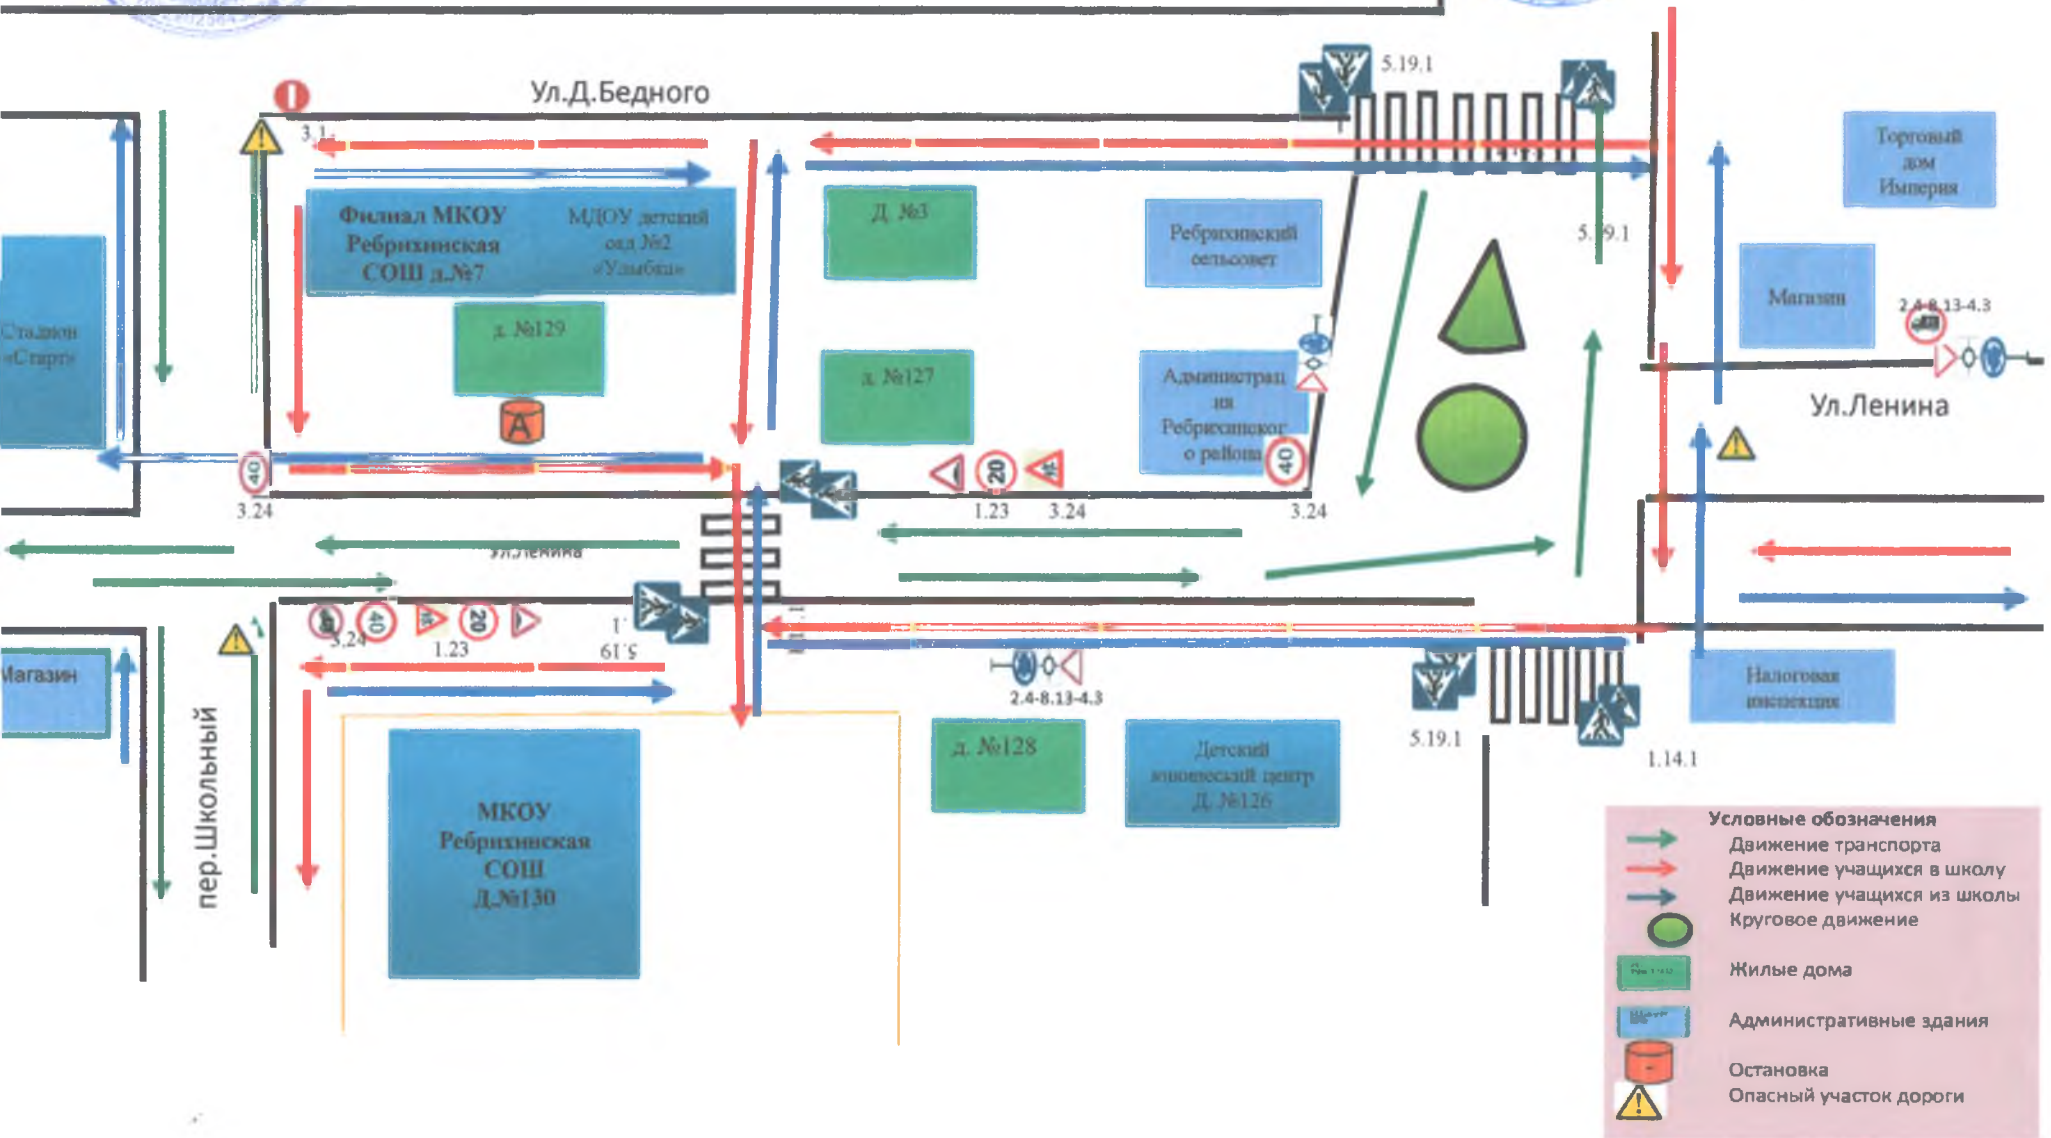 Ул.Д.Бедного
5.19.1
3.1
Филиал МКОУ
Ребрихинская
СОШ д.№7
МДОУ детский
сад №2
«Улыбка»
Д. №3
Ребрихинский
сельсовет
5.19.1
Торговый
дом
Империя
Магазин
2.4-8.13-4.3
Ул.Ленина
Стадион
«Старт»
д. №129
А
д. №127
Администрац
ия
Ребрихинског
о района
40
40
20
3.24
1.23
3.24
3.24
Ул.Ленина
40
20
3.24
1.23
5.19.1
2.4-8.13-4.3
Магазин
пер.Школьный
МКОУ
Ребрихинская
СОШ
Д.№130
д. №128
Детский
юношеский центр
Д. №126
5.19.1
1.14.1
Налоговая
инспекция
Условные обозначения
Движение транспорта
Движение учащихся в школу
Движение учащихся из школы
Круговое движение
Жилые дома
Административные здания
Остановка
Опасный участок дороги